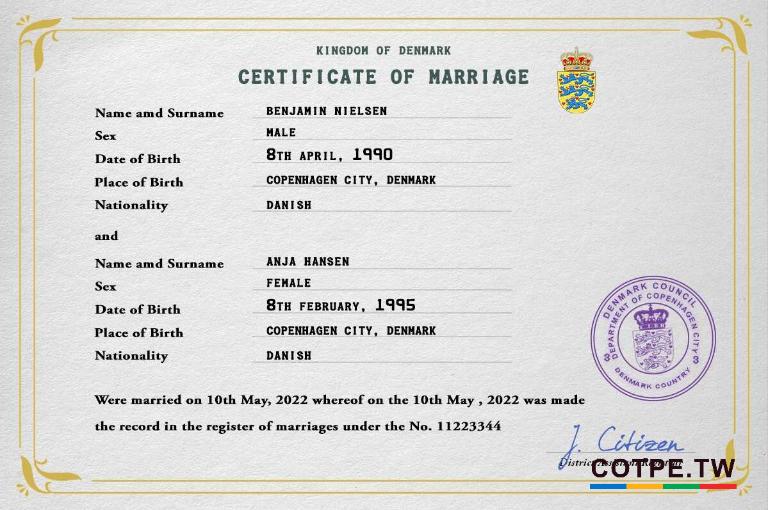 KINGDOM OF DENMARK
CERTIFICATE OF MARRIAGE
Name amd Surname BENJAMIN NIELSEN
Sex MALE
Date of Birth 8TH APRIL, 1990
Place of Birth COPENHAGEN CITY, DENMARK
Nationality DANISH
and
Name amd Surname ANJA HANSEN
Sex FEMALE
Date of Birth 8TH FEBRUARY, 1995
Place of Birth COPENHAGEN CITY, DENMARK
Nationality DANISH
DENMARK COUNCIL
DEPARTMENT OF COPENHAGEN CITY
DENMARK COUNTRY
Were married on 10th May, 2022 whereof on the 10th May , 2022 was made
the record in the register of marriages under the No. 11223344
J. Citizen
District
COTPE.TW